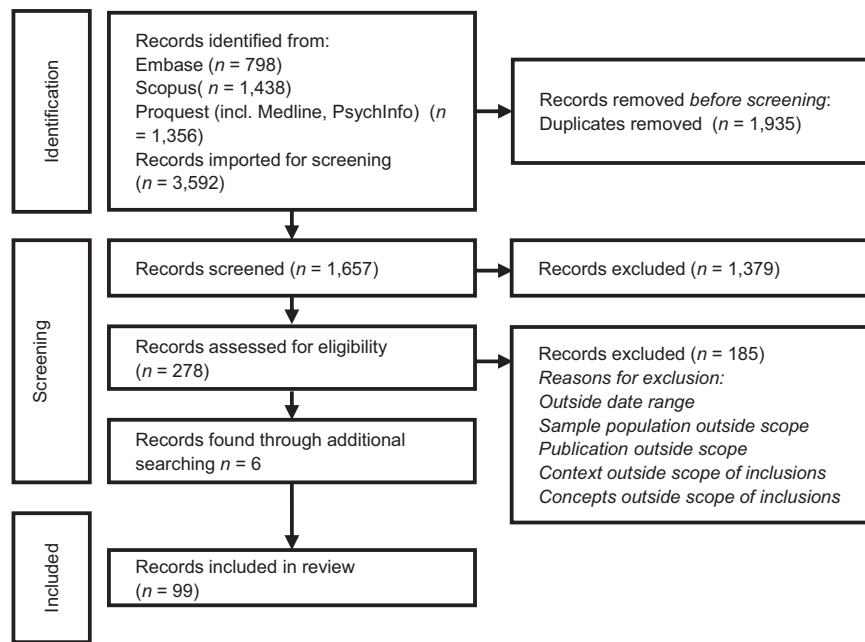 Identification
Records identified from:
Embase (n = 798)
Scopus( n = 1,438)
Proquest (incl. Medline, PsychInfo)  (n
= 1,356)
Records imported for screening
(n = 3,592)
Records removed before screening:
Duplicates removed  (n = 1,935)
Screening
Records screened (n = 1,657)
Records excluded (n = 1,379)
Records assessed for eligibility
(n = 278)
Records excluded (n = 185)
Reasons for exclusion:
Outside date range
Sample population outside scope
Publication outside scope
Context outside scope of inclusions
Concepts outside scope of inclusions
Records found through additional
searching n = 6
Included
Records included in review
(n = 99)